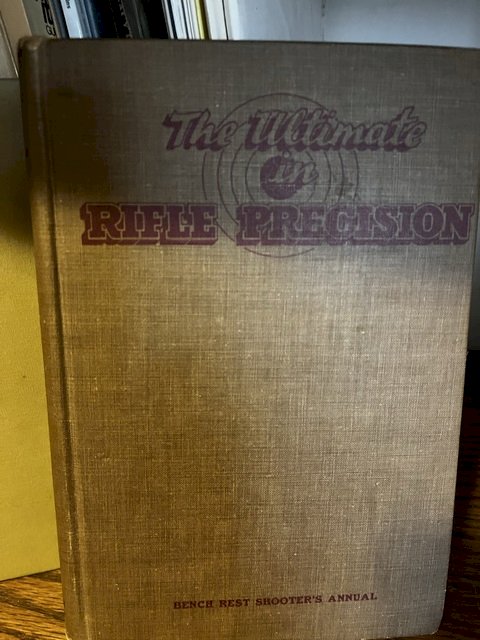 The Ultimate
in
RIFLE PRECISION
BENCH REST SHOOTER'S ANNUAL